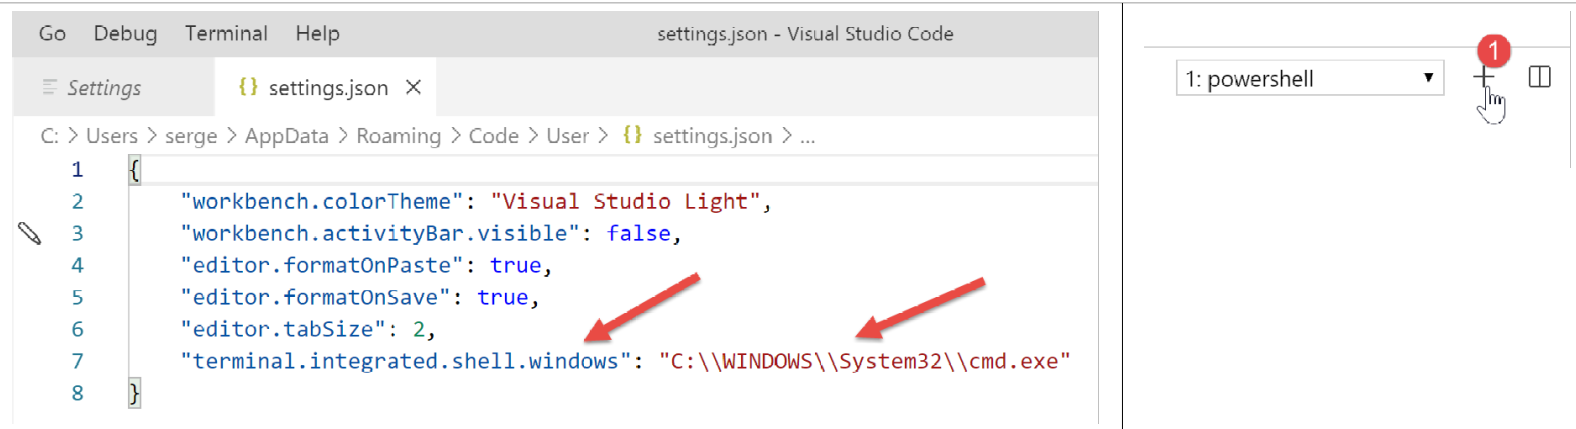 Go Debug Terminal Help settings.json - Visual Studio Code
Settings {} settings.json ×
C: > Users > serge > AppData > Roaming > Code > User > {} settings.json > ...
1 {
2 "workbench.colorTheme": "Visual Studio Light",
3 "workbench.activityBar.visible": false,
4 "editor.formatOnPaste": true,
5 "editor.formatOnSave": true,
6 "editor.tabSize": 2,
7 "terminal.integrated.shell.windows": "C:\\WINDOWS\\System32\\cmd.exe"
8 }
1
1: powershell